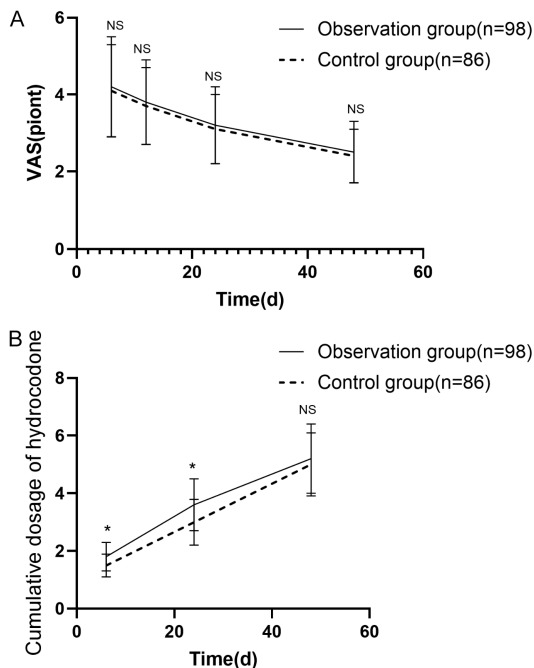 A
Observation group(n=98)
Control group(n=86)
NS
NS
NS
NS
VAS(piont)
6
4
2
0
0 20 40 60
Time(d)
B
Observation group(n=98)
Control group(n=86)
NS
*
*
Cumulative dosage of hydrocodone
8
6
4
2
0
0 20 40 60
Time(d)